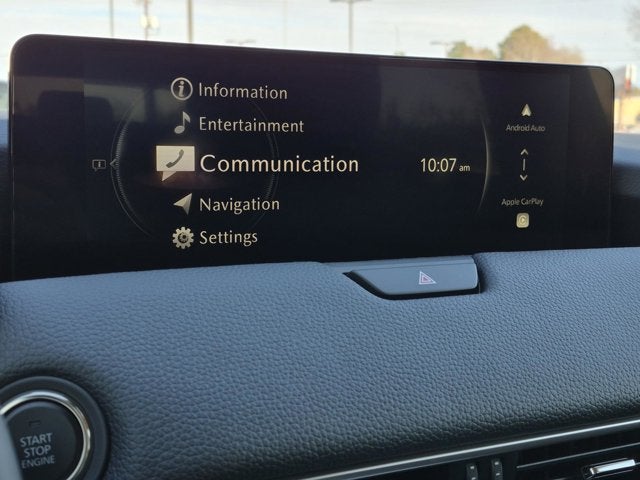 Information
Entertainment
Communication
Navigation
Settings
10:07 am
Android Auto
Apple CarPlay
START
STOP
ENGINE